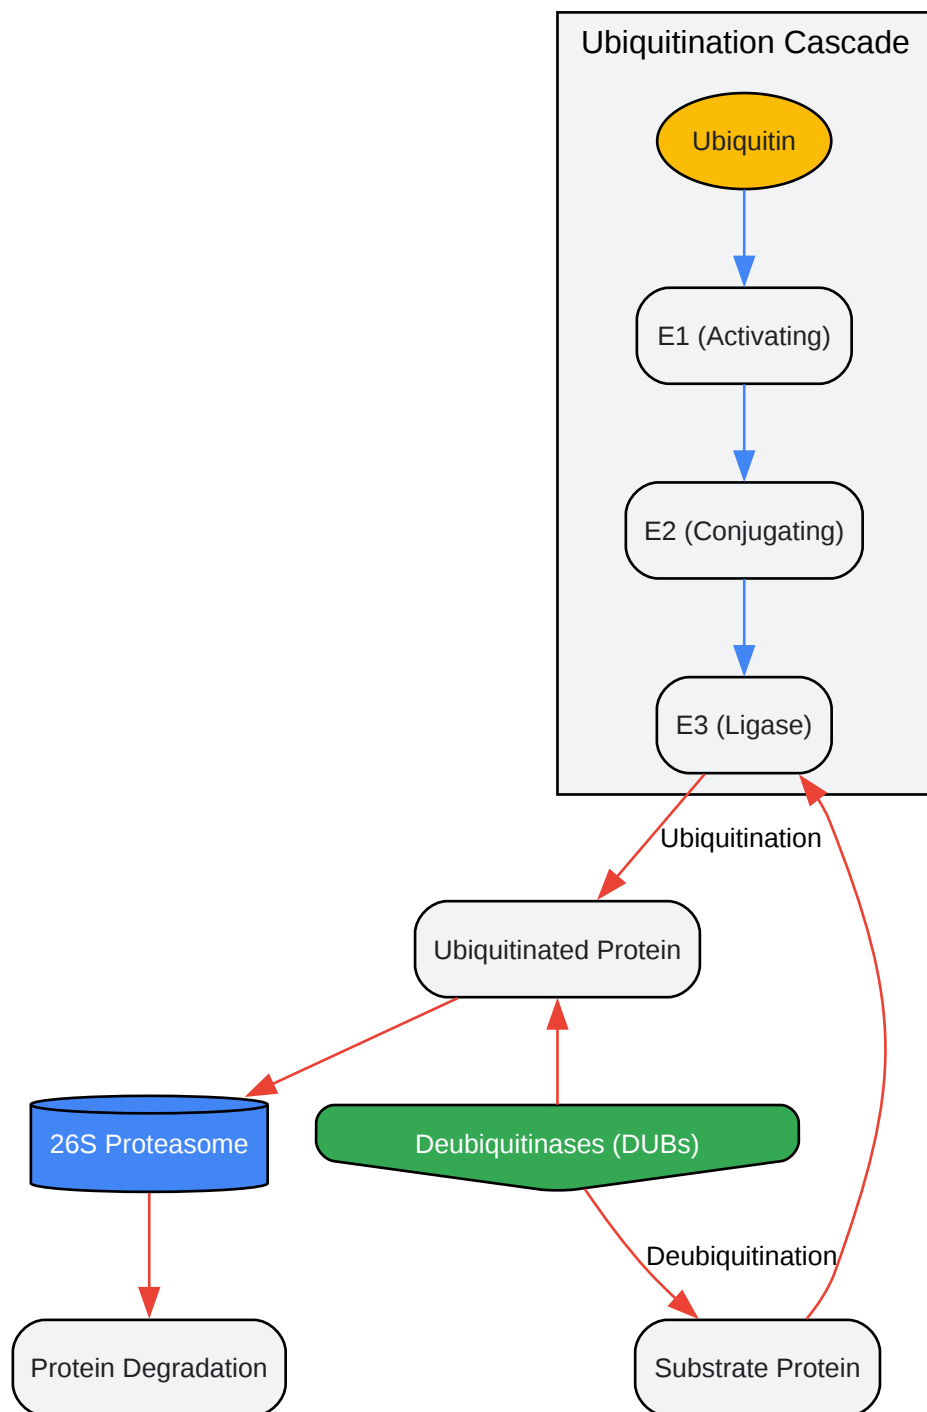 Ubiquitination Cascade
Ubiquitin
E1 (Activating)
E2 (Conjugating)
E3 (Ligase)
Ubiquitination
Ubiquitinated Protein
26S Proteasome
Deubiquitinases (DUBs)
Deubiquitination
Protein Degradation
Substrate Protein